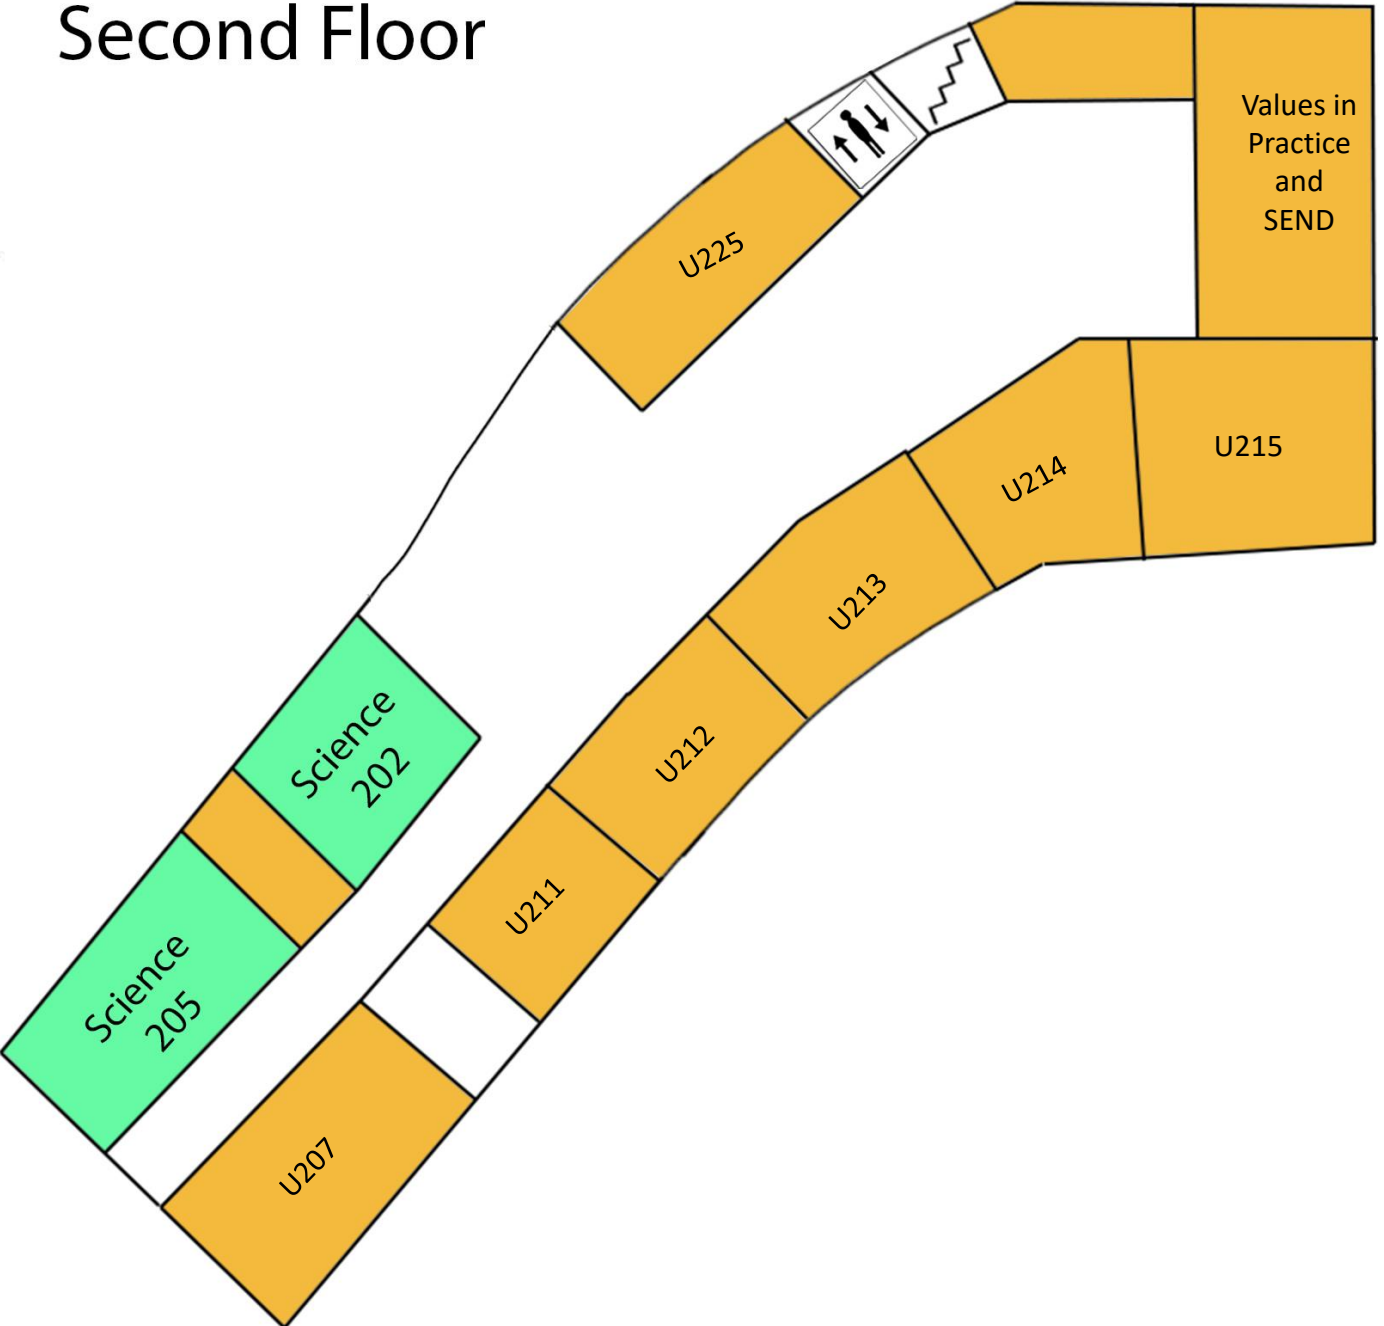 Second Floor
Values in
Practice
and
SEND
U225
U215
U214
U213
U212
Science
202
U211
Science
205
U207